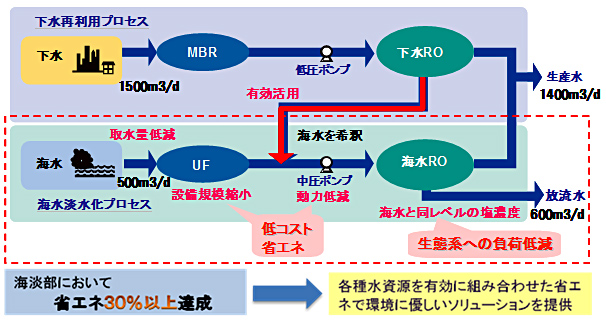 下水再利用プロセス
下水
1500m3/d
MBR
低圧ポンプ
下水RO
生産水
1400m3/d
有効活用
取水量低減
海水を希釈
海水
500m3/d
UF
中圧ポンプ
動力低減
海水RO
設備規模縮小
海水淡水化プロセス
低コスト
省エネ
海水と同レベルの塩濃度
放流水
600m3/d
生態系への負荷低減
海淡部において
省エネ30%以上達成
各種水資源を有効に組み合わせた省エ
ネで環境に優しいソリューションを提供